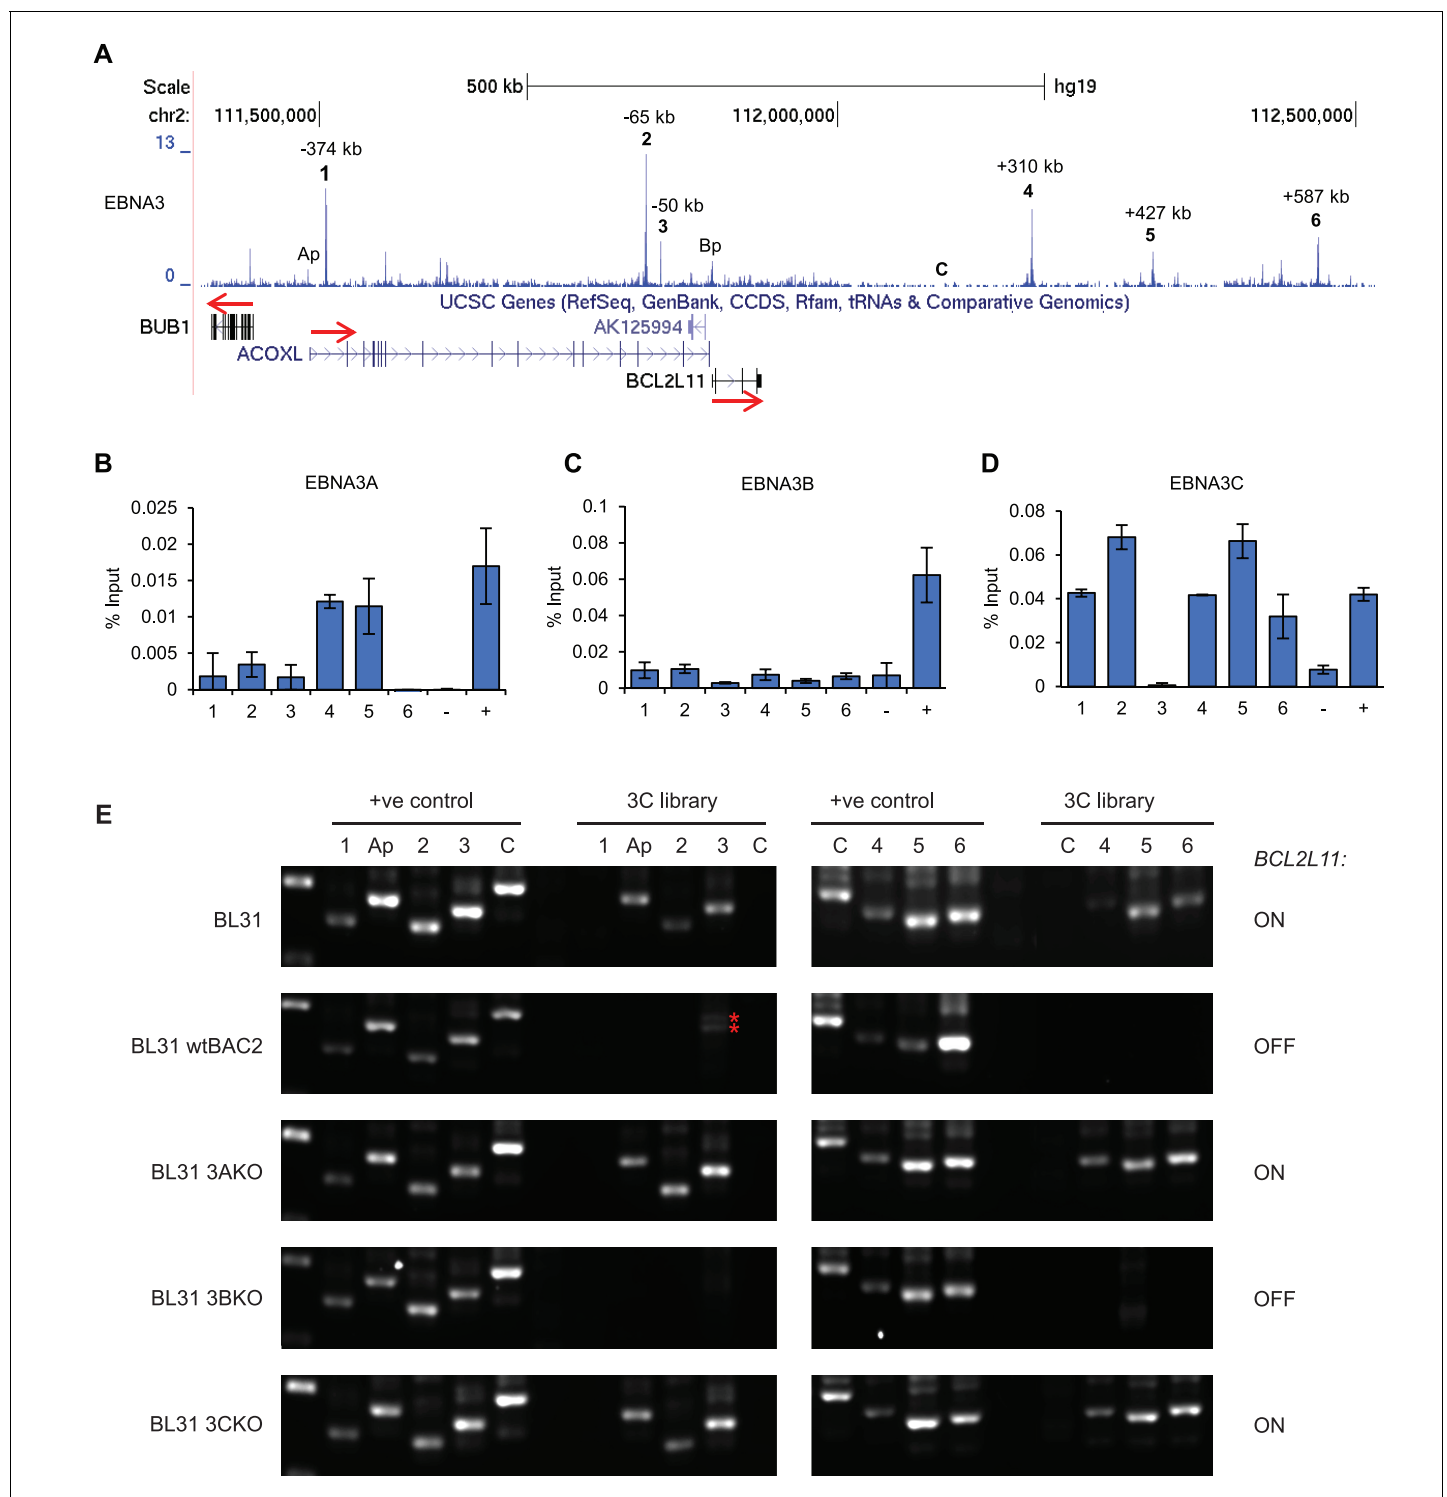 A
Scale 500 kb hg19
chr2: 111,500,000 112,000,000 112,500,000
13
-374 kb
1
-65 kb
2
-50 kb
3
+310 kb
4
+427 kb
5
+587 kb
6
EBNA3
Ap
Bp
C
0
UCSC Genes (RefSeq, GenBank, CCDS, Rfam, tRNAs & Comparative Genomics)
BUB1
AK125994
ACOXL
BCL2L11
B
EBNA3A
% Input
0.025
0.02
0.015
0.01
0.005
0
1 2 3 4 5 6 - +
C
EBNA3B
% Input
0.1
0.08
0.06
0.04
0.02
0
1 2 3 4 5 6 - +
D
EBNA3C
% Input
0.08
0.06
0.04
0.02
0
1 2 3 4 5 6 - +
E
+ve control 3C library +ve control 3C library
1 Ap 2 3 C 1 Ap 2 3 C C 4 5 6 C 4 5 6
BCL2L11:
BL31 ON
BL31 wtBAC2 * * OFF
BL31 3AKO ON
BL31 3BKO OFF
BL31 3CKO ON